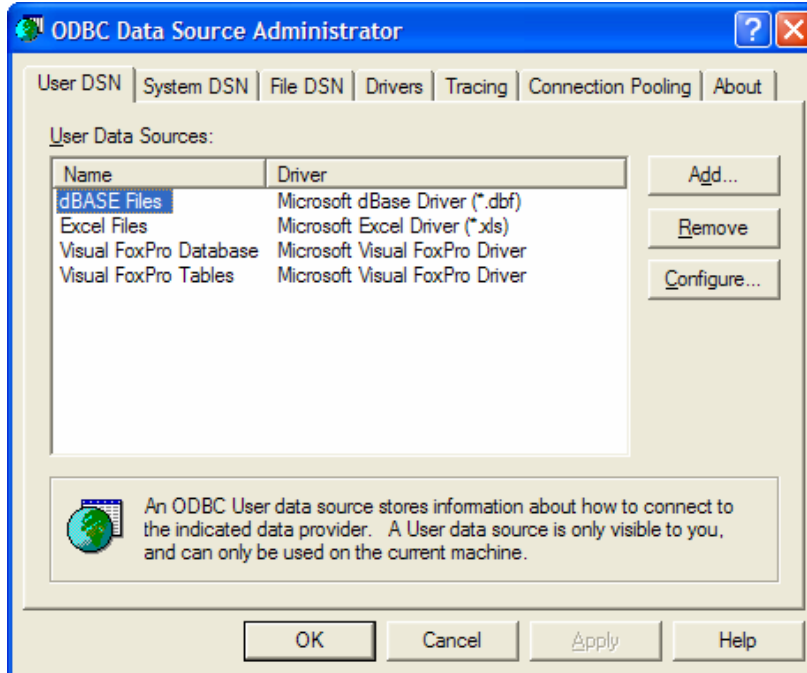 ODBC Data Source Administrator
User DSN System DSN File DSN Drivers Tracing Connection Pooling About
User Data Sources:
Name Driver
dBASE Files Microsoft dBase Driver (*.dbf)
Excel Files Microsoft Excel Driver (*.xls)
Visual FoxPro Database Microsoft Visual FoxPro Driver
Visual FoxPro Tables Microsoft Visual FoxPro Driver
Add...
Remove
Configure...
An ODBC User data source stores information about how to connect to
the indicated data provider. A User data source is only visible to you,
and can only be used on the current machine.
OK Cancel Apply Help